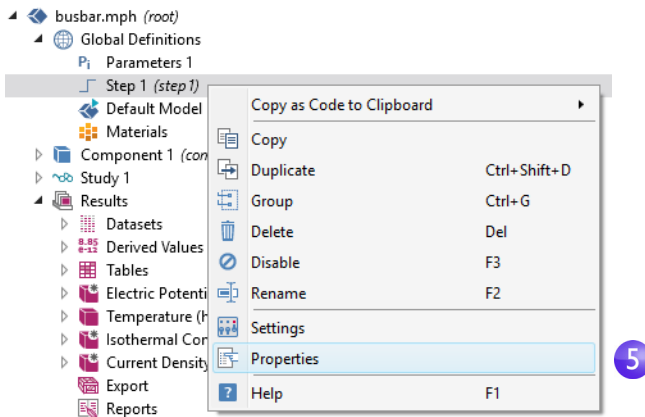 busbar.mph (root)
Global Definitions
Pi Parameters 1
Step 1 (step1)
Default Model
Materials
Component 1 (con
Study 1
Results
Datasets
8.85
e-12 Derived Values
Tables
Electric Potenti
Temperature (h
Isothermal Con
Current Density
Export
Reports
Copy as Code to Clipboard
Copy
Duplicate Ctrl+Shift+D
Group Ctrl+G
Delete Del
Disable F3
Rename F2
Settings
Properties
? Help F1
5